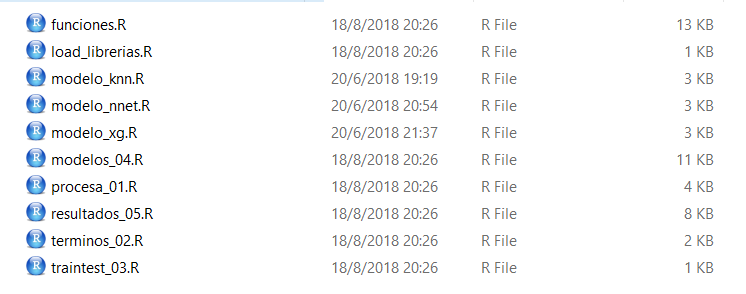 R funciones.R 18/8/2018 20:26 R File 13 KB
R load_librerias.R 18/8/2018 20:26 R File 1 KB
R modelo_knn.R 20/6/2018 19:19 R File 3 KB
R modelo_nnet.R 20/6/2018 20:54 R File 3 KB
R modelo_xg.R 20/6/2018 21:37 R File 3 KB
R modelos_04.R 18/8/2018 20:26 R File 11 KB
R procesa_01.R 18/8/2018 20:26 R File 4 KB
R resultados_05.R 18/8/2018 20:26 R File 8 KB
R terminos_02.R 18/8/2018 20:26 R File 2 KB
R traintest_03.R 18/8/2018 20:26 R File 1 KB